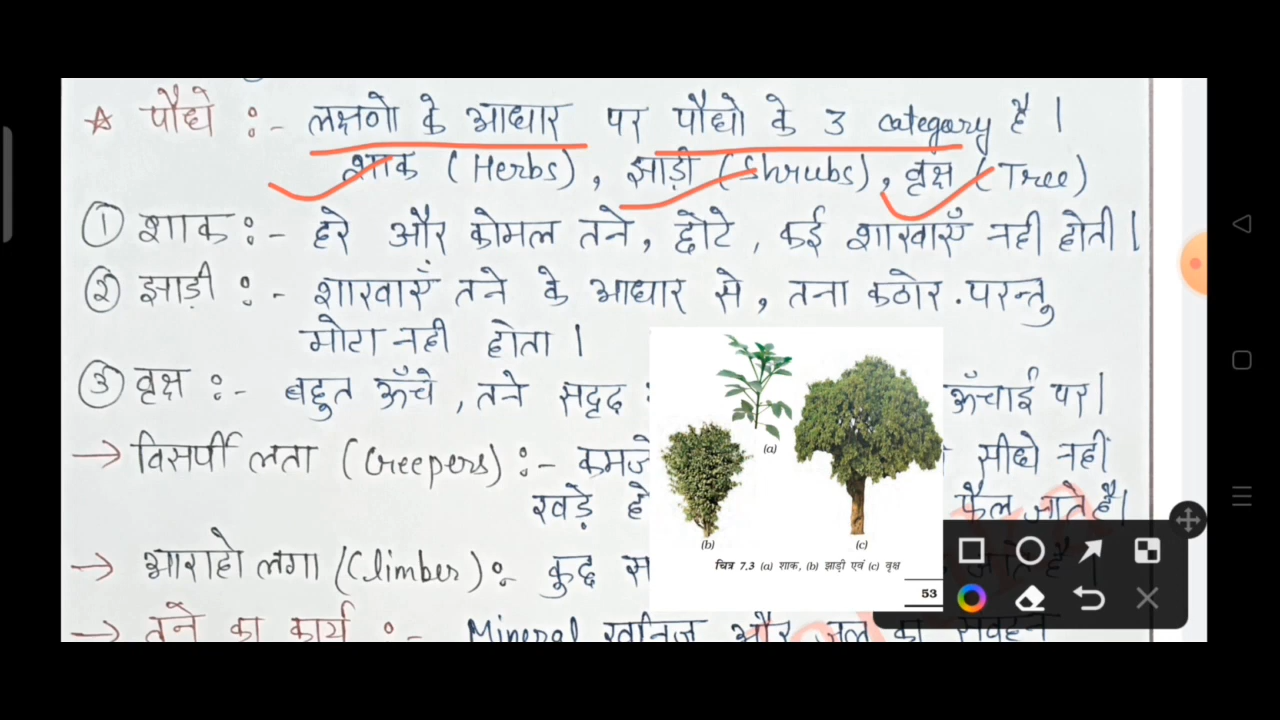 ☆ पौधे :- लक्षणो के आधार पर पौधो के 3 category है ।
शाक (Herbs), झाड़ी (Shrubs), वृक्ष (Tree)
① शाक :- हरे और कोमल तने, छोटे, कई शाखाएँ नही होती ।
② झाड़ी :- शाखाएँ तने के आधार से, तना कठोर परन्तु
मोटा नही होता ।
③ वृक्ष :- बहुत ऊँचे, तने सदृढ ऊँचाई पर ।
→ विसर्पी लता (Creepers) :- सीधे नहीं
खड़े फैल जाते है ।
→ आराहो लगा (Climber) :- कुछ
→ तने का कार्य :- Mineral खनिज और जल का
(a)
(b) (c)
चित्र 7.3 (a) शाक, (b) झाड़ी एवं (c) वृक्ष
53